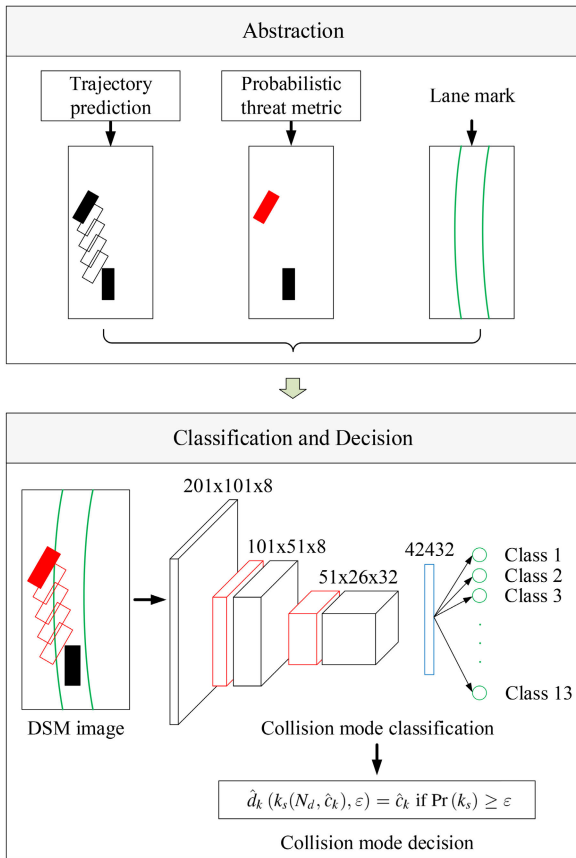 Abstraction
Trajectory
prediction
Probabilistic
threat metric
Lane mark
Classification and Decision
201x101x8
101x51x8
51x26x32
42432
Class 1
Class 2
Class 3
Class 13
DSM image
Collision mode classification
d̂ₖ (kₛ(N_d, ĉₖ), ε) = ĉₖ if Pr (kₛ) ≥ ε
Collision mode decision